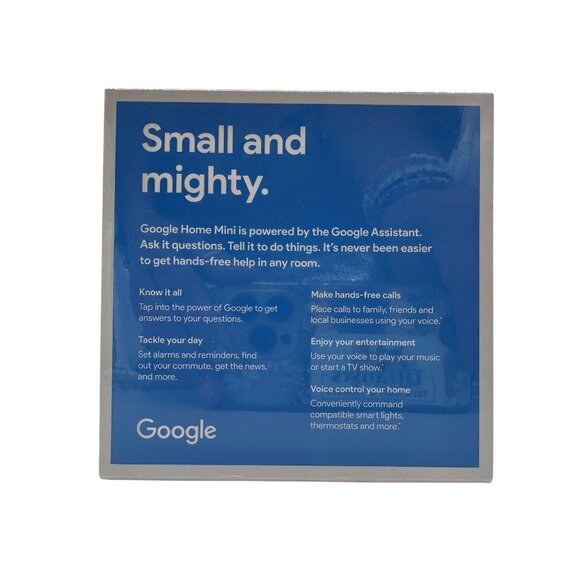 Small and
mighty.
Google Home Mini is powered by the Google Assistant.
Ask it questions. Tell it to do things. It's never been easier
to get hands-free help in any room.
Know it all
Tap into the power of Google to get
answers to your questions.
Tackle your day
Set alarms and reminders, find
out your commute, get the news,
and more.
Make hands-free calls
Place calls to family, friends and
local businesses using your voice.*
Enjoy your entertainment
Use your voice to play your music
or start a TV show.*
Voice control your home
Conveniently command
compatible smart lights,
thermostats and more.*
Google